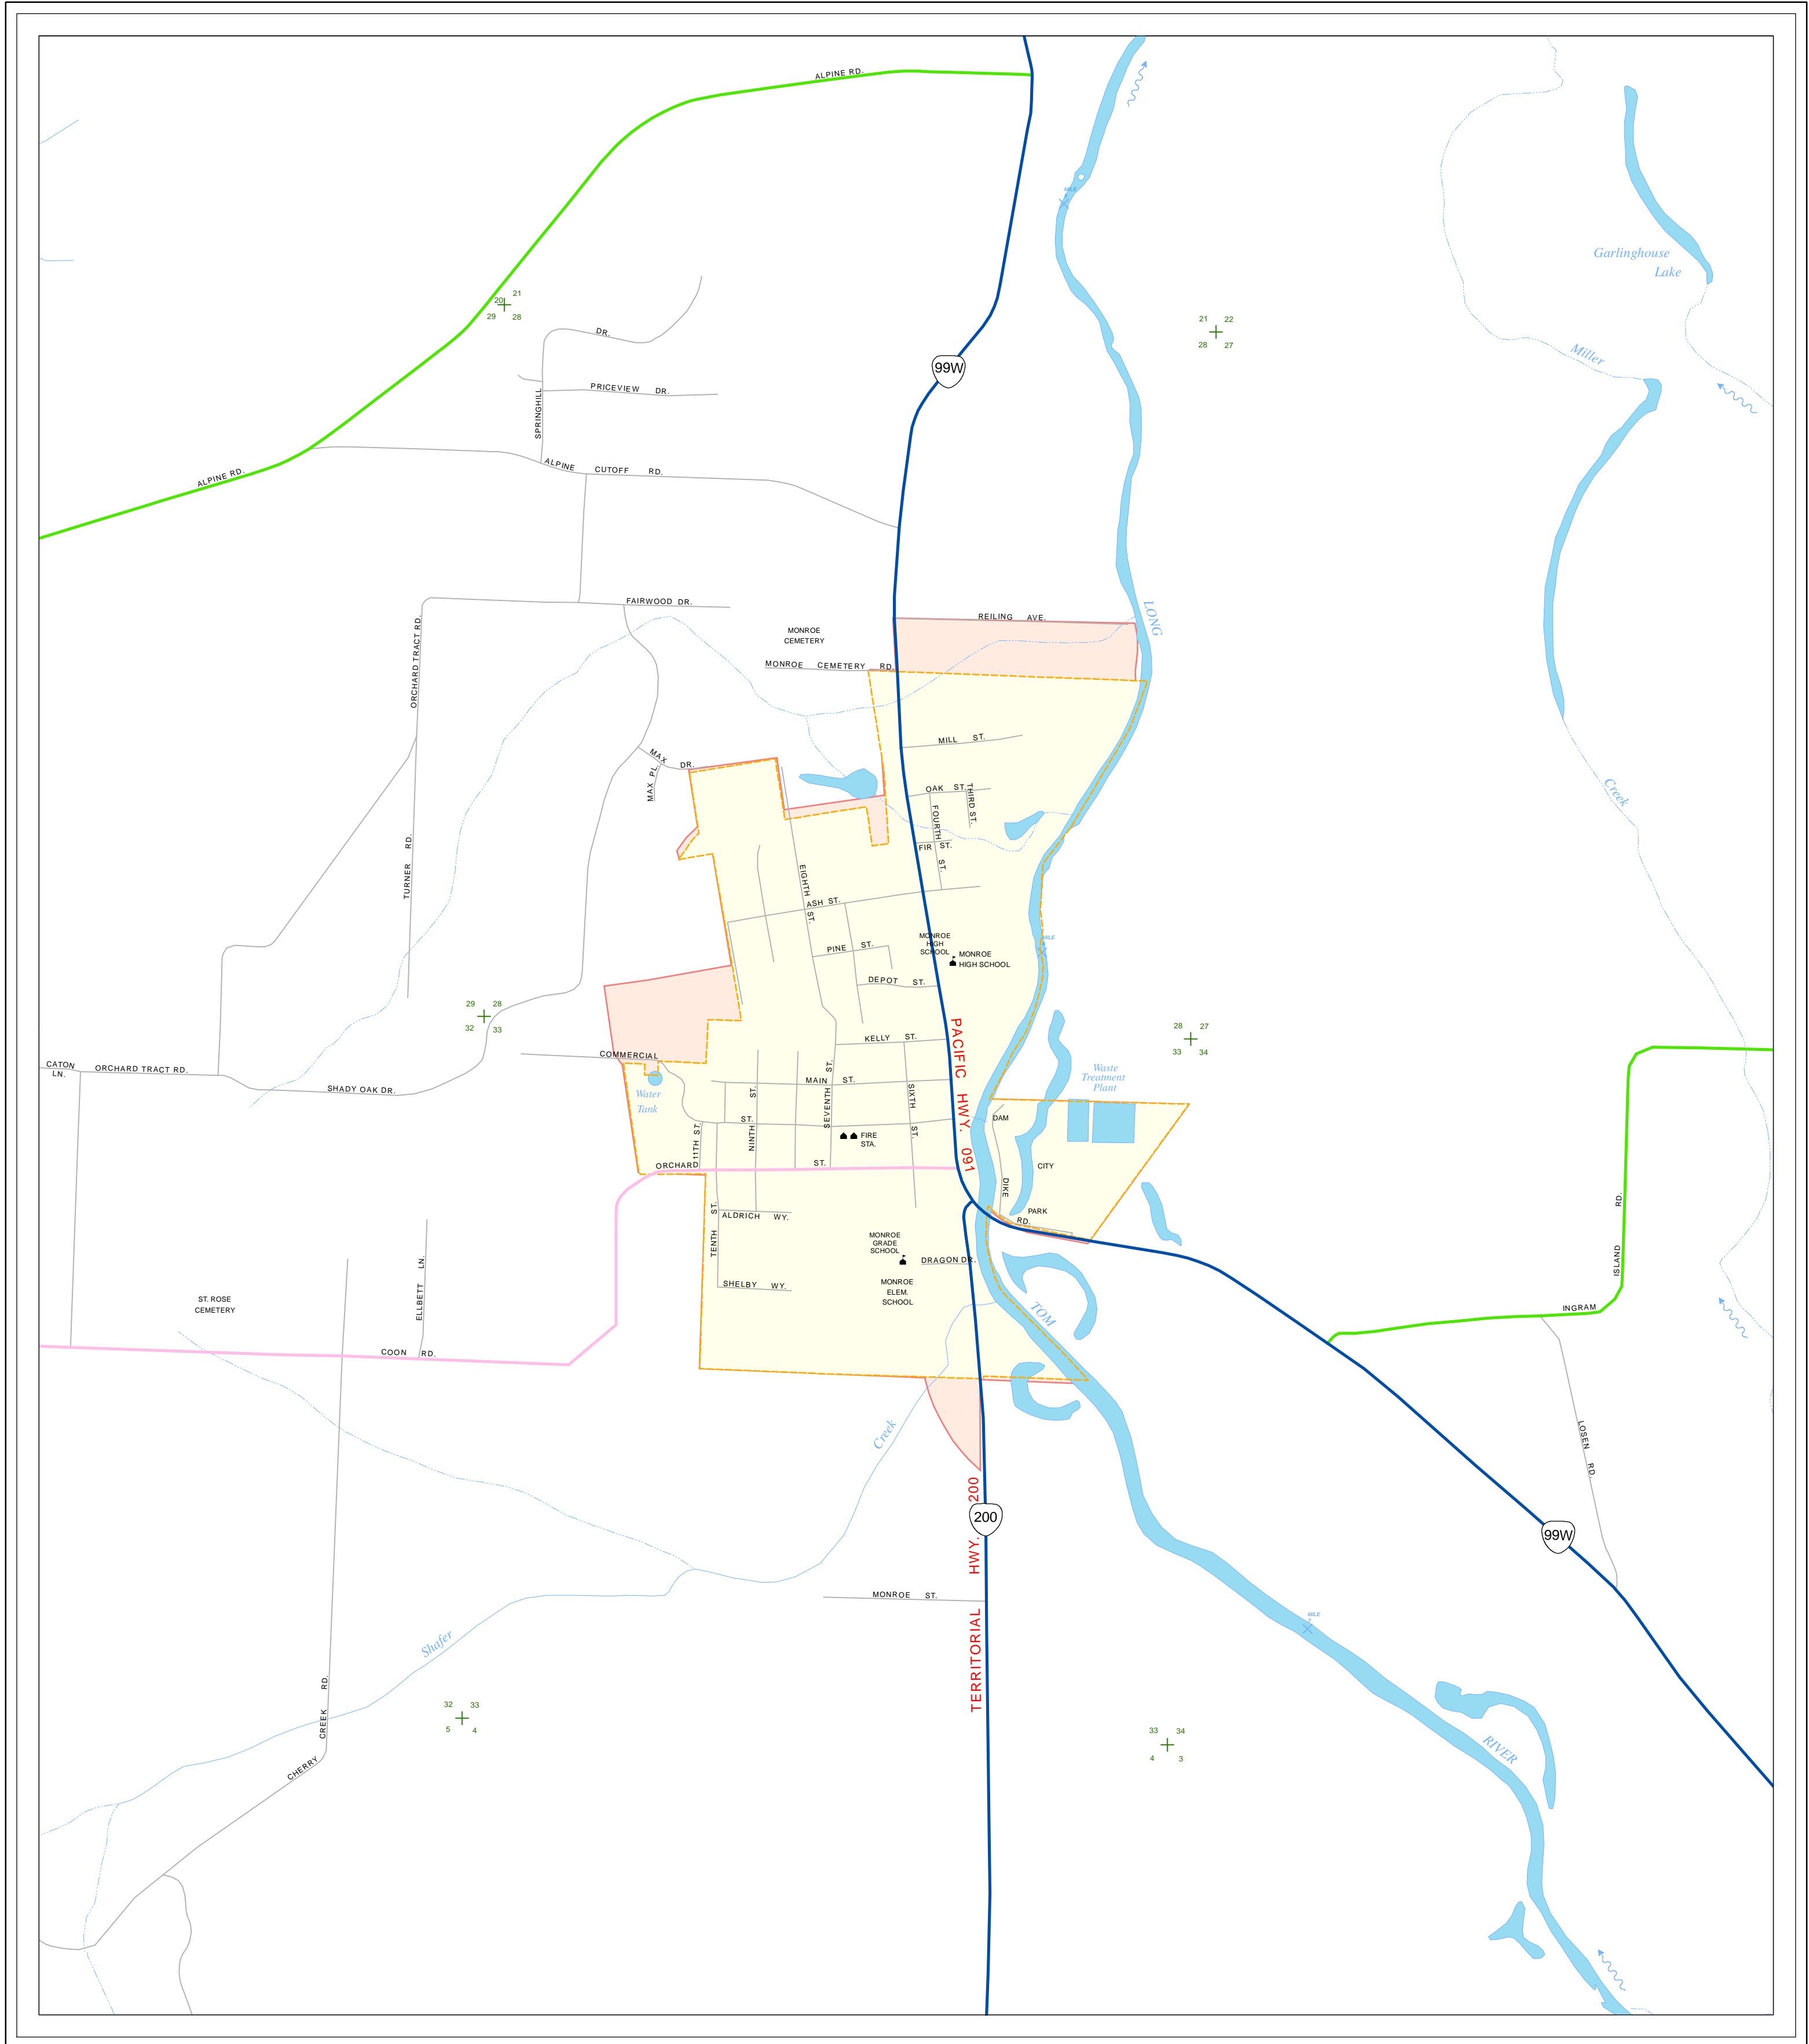 ALPINE RD.
MILE
Garlinghouse
Lake
20 21
29 28
21 22
28 27
DR.
Miller
99W
PRICEVIEW DR.
SPRINGHILL
ALPINE RD.
ALPINE CUTOFF RD.
FAIRWOOD DR.
LONG
REILING AVE.
MONROE
CEMETERY
ORCHARD TRACT RD.
MONROE CEMETERY RD.
MILL ST.
MAX DR.
MAX PL.
OAK ST.
THIRD ST.
FOURTH ST.
Creek
FIR ST.
TURNER RD.
EIGHTH ST.
ASH ST.
PINE ST.
MONROE
HIGH
SCHOOL
MONROE
HIGH SCHOOL
MILE
DEPOT ST.
29 28
32 33
PACIFIC HWY. 091
28 27
33 34
KELLY ST.
COMMERCIAL ST.
CATON
LN.
ORCHARD TRACT RD.
SHADY OAK DR.
Water
Tank
MAIN ST.
NINTH ST.
SEVENTH ST.
SIXTH ST.
Waste
Treatment
Plant
DAM
11TH ST.
FIRE
STA.
ORCHARD ST.
CITY
PARK
DIKE RD.
TENTH ST.
ALDRICH WY.
MONROE
GRADE
SCHOOL
DRAGON DR.
SHELBY WY.
MONROE
ELEM.
SCHOOL
ISLAND RD.
INGRAM
ELLBETT LN.
ST. ROSE
CEMETERY
TOM
COON RD.
Creek
LOSEN RD.
200
99W
TERRITORIAL HWY. 200
MONROE ST.
MILE
Shafer
CHERRY CREEK RD.
32 33
5 4
33 34
4 3
RIVER